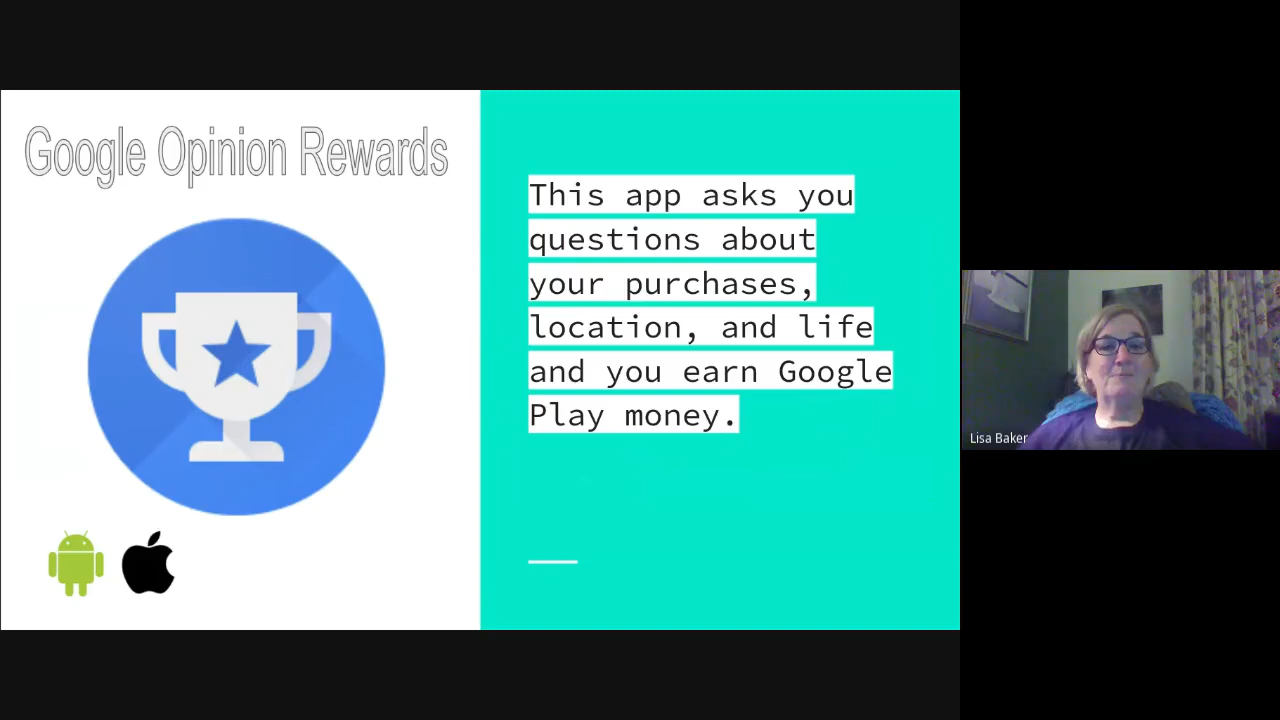 Google Opinion Rewards
This app asks you
questions about
your purchases,
location, and life
and you earn Google
Play money.
Lisa Baker